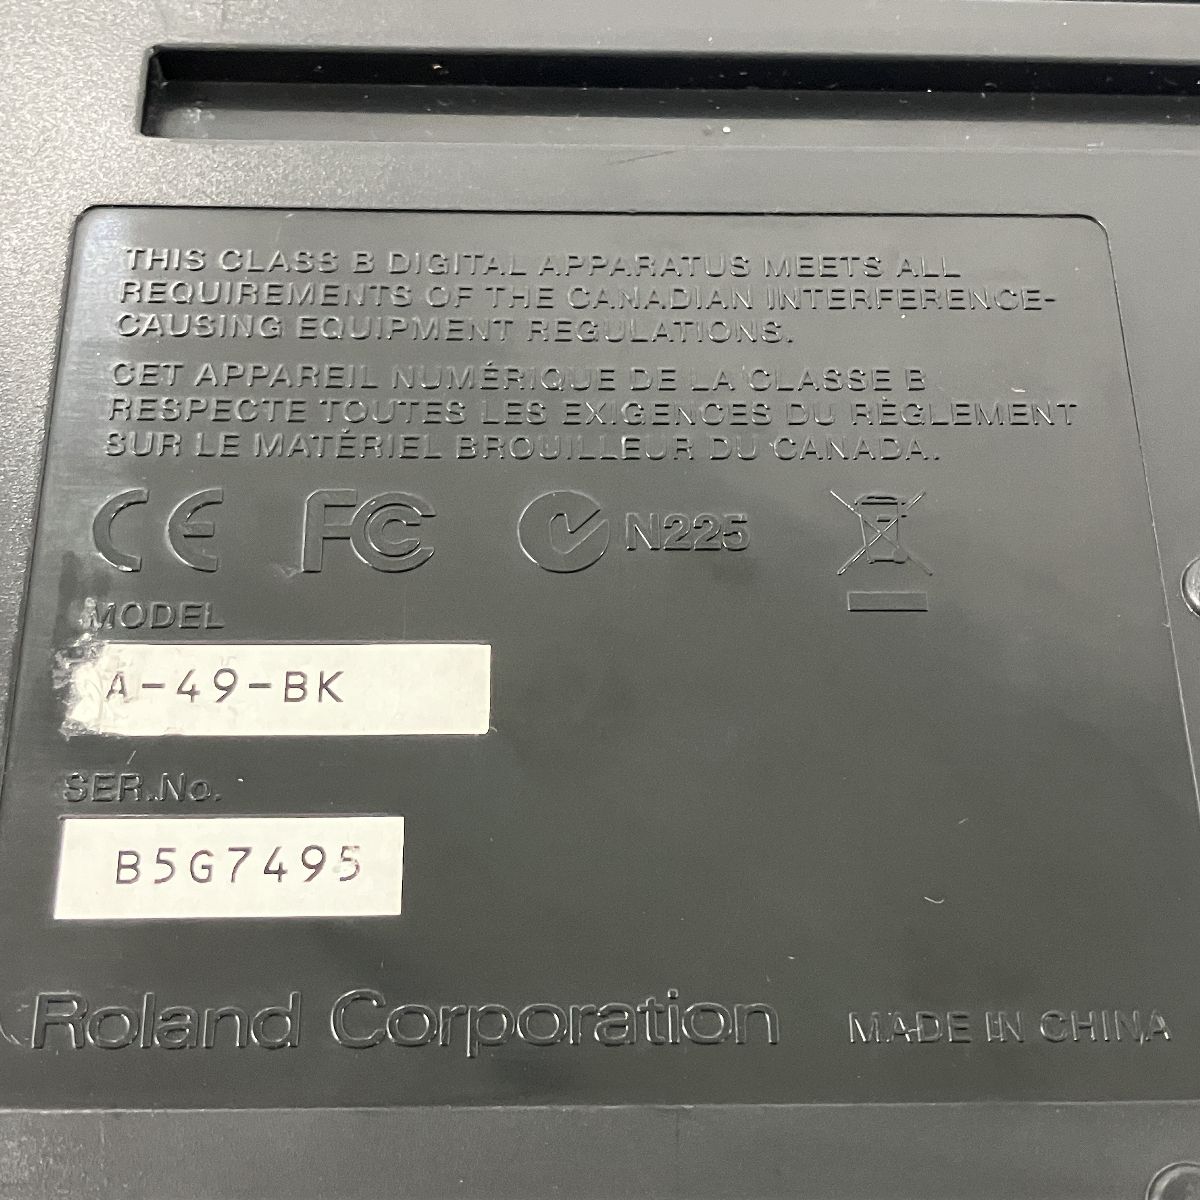 THIS CLASS B DIGITAL APPARATUS MEETS ALL
REQUIREMENTS OF THE CANADIAN INTERFERENCE-
CAUSING EQUIPMENT REGULATIONS.
CET APPAREIL NUMÉRIQUE DE LA CLASSE B
RESPECTE TOUTES LES EXIGENCES DU RÈGLEMENT
SUR LE MATÉRIEL BROUILLEUR DU CANADA.
CE FC N225
MODEL
A-49-BK
SER.No.
B5G7495
Roland Corporation MADE IN CHINA